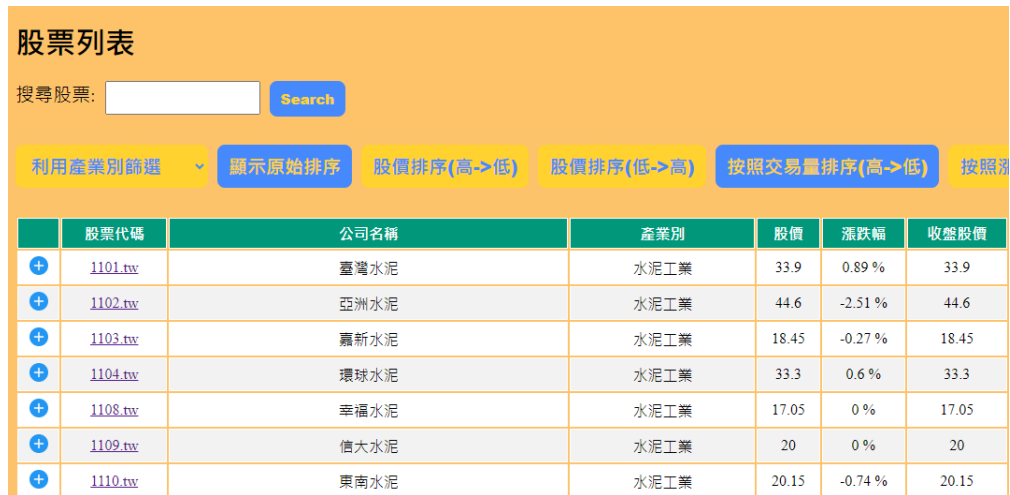 股票列表
搜尋股票: Search
利用產業別篩選 顯示原始排序 股價排序(高->低) 股價排序(低->高) 按照交易量排序(高->低) 按照
股票代碼 公司名稱 產業別 股價 漲跌幅 收盤股價
1101.tw 臺灣水泥 水泥工業 33.9 0.89 % 33.9
1102.tw 亞洲水泥 水泥工業 44.6 -2.51 % 44.6
1103.tw 嘉新水泥 水泥工業 18.45 -0.27 % 18.45
1104.tw 環球水泥 水泥工業 33.3 0.6 % 33.3
1108.tw 幸福水泥 水泥工業 17.05 0 % 17.05
1109.tw 信大水泥 水泥工業 20 0 % 20
1110.tw 東南水泥 水泥工業 20.15 -0.74 % 20.15